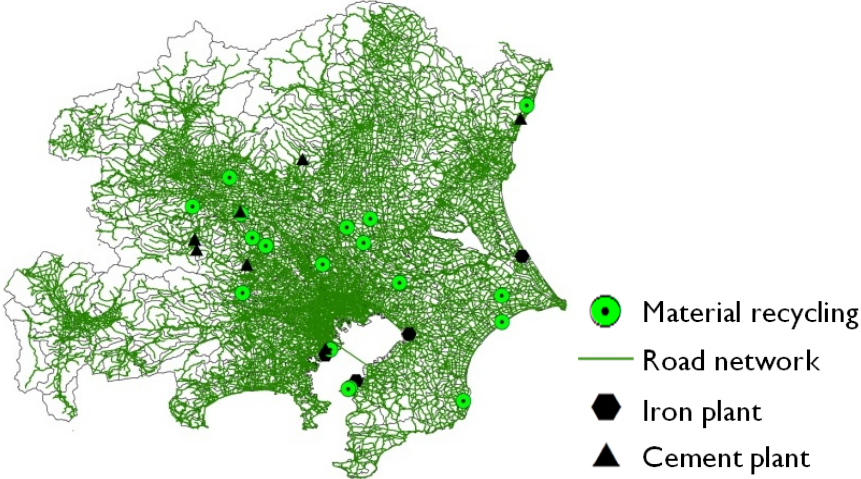 Material recycling
Road network
Iron plant
Cement plant